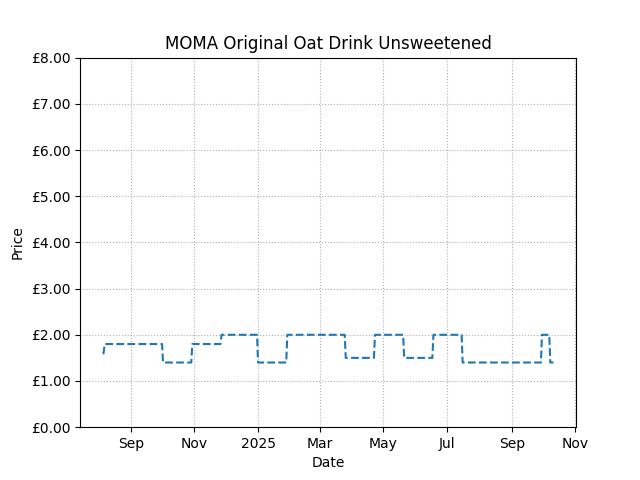 MOMA Original Oat Drink Unsweetened
£8.00
£7.00
£6.00
£5.00
£4.00
£3.00
£2.00
£1.00
£0.00
Price
Sep Nov 2025 Mar May Jul Sep Nov
Date